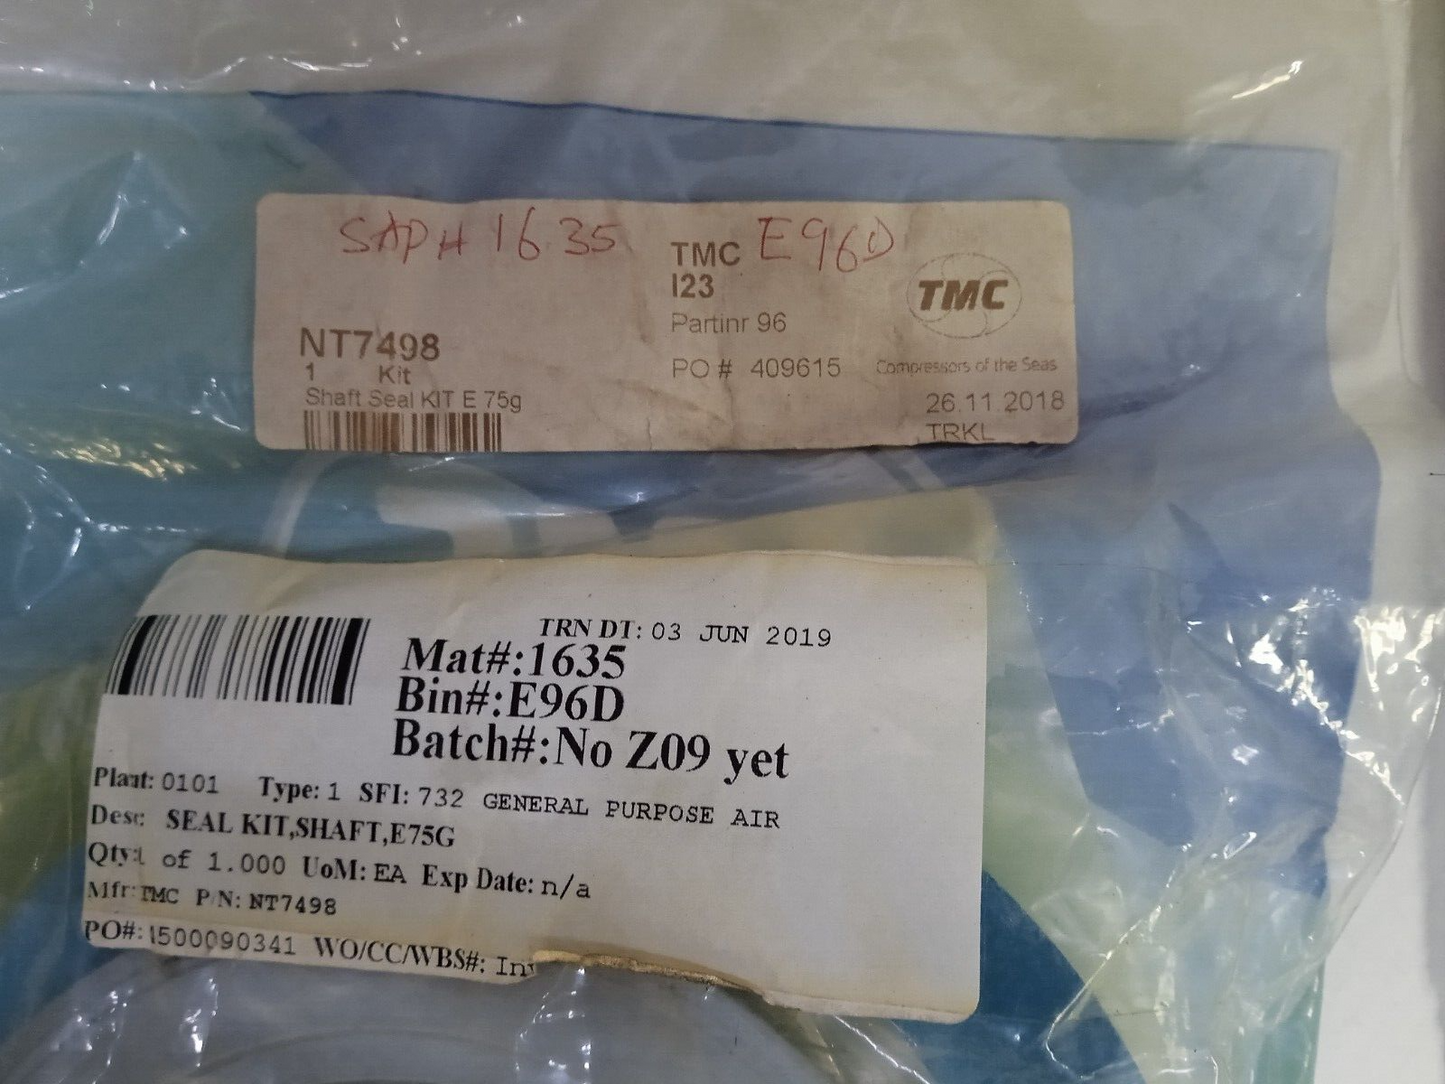 SAPH 1635
E96D
TMC
I23
TMC
Partinr 96
NT7498
PO # 409615
Compressors of the Seas
1 Kit
Shaft Seal KIT E 75g
26.11.2018
TRKL
TRN DT: 03 JUN 2019
Mat#:1635
Bin#:E96D
Batch#:No Z09 yet
Plant: 0101 Type: 1 SFI: 732 GENERAL PURPOSE AIR
Desc: SEAL KIT,SHAFT,E75G
Qty:1 of 1.000 UoM: EA Exp Date: n/a
Mfr: TMC P/N: NT7498
PO#: 4500090341 WO/CC/WBS#: